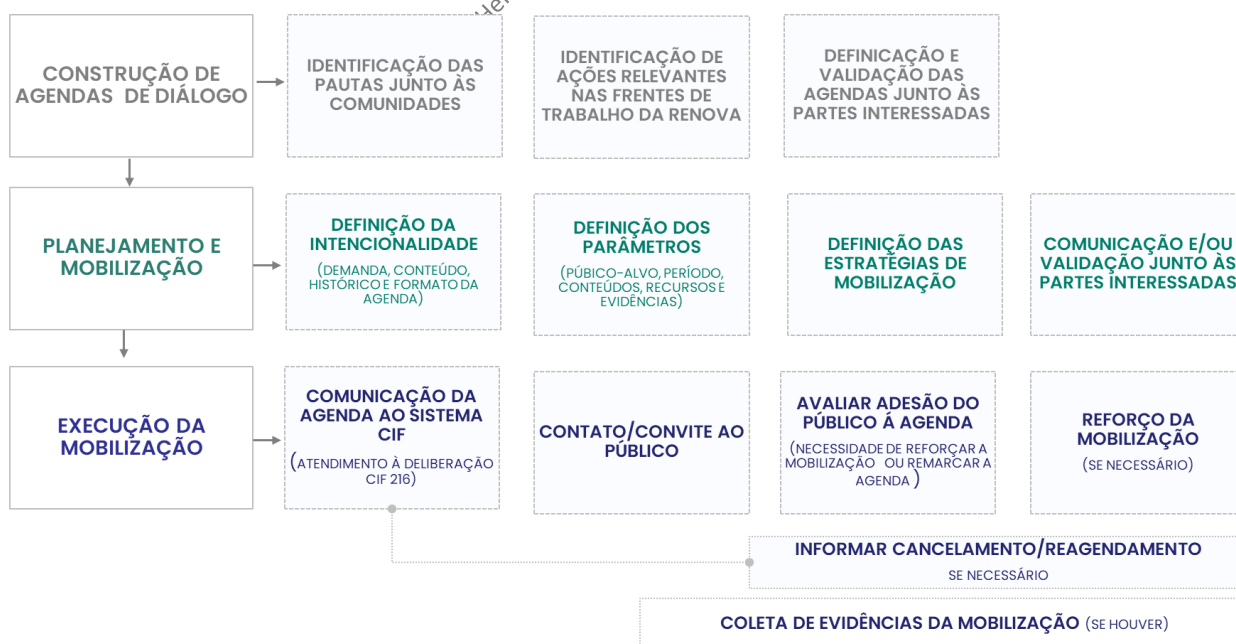 CONSTRUÇÃO DE
AGENDAS DE DIÁLOGO
IDENTIFICAÇÃO DAS
PAUTAS JUNTO ÀS
COMUNIDADES
IDENTIFICAÇÃO DE
AÇÕES RELEVANTES
NAS FRENTES DE
TRABALHO DA RENOVA
DEFINICAÇÃO E
VALIDAÇÃO DAS
AGENDAS JUNTO ÀS
PARTES INTERESSADAS
PLANEJAMENTO E
MOBILIZAÇÃO
DEFINIÇÃO DA
INTENCIONALIDADE
(DEMANDA, CONTEÚDO,
HISTÓRICO E FORMATO DA
AGENDA)
DEFINIÇÃO DOS
PARÂMETROS
(PÚBICO-ALVO, PERÍODO,
CONTEÚDOS, RECURSOS E
EVIDÊNCIAS)
DEFINIÇÃO DAS
ESTRATÉGIAS DE
MOBILIZAÇÃO
COMUNICAÇÃO E/OU
VALIDAÇÃO JUNTO ÀS
PARTES INTERESSADAS
EXECUÇÃO DA
MOBILIZAÇÃO
COMUNICAÇÃO DA
AGENDA AO SISTEMA
CIF
(ATENDIMENTO À DELIBERAÇÃO
CIF 216)
CONTATO/CONVITE AO
PÚBLICO
AVALIAR ADESÃO DO
PÚBLICO Á AGENDA
(NECESSIDADE DE REFORÇAR A
MOBILIZAÇÃO OU REMARCAR A
AGENDA )
REFORÇO DA
MOBILIZAÇÃO
(SE NECESSÁRIO)
INFORMAR CANCELAMENTO/REAGENDAMENTO
SE NECESSÁRIO
COLETA DE EVIDÊNCIAS DA MOBILIZAÇÃO (SE HOUVER)